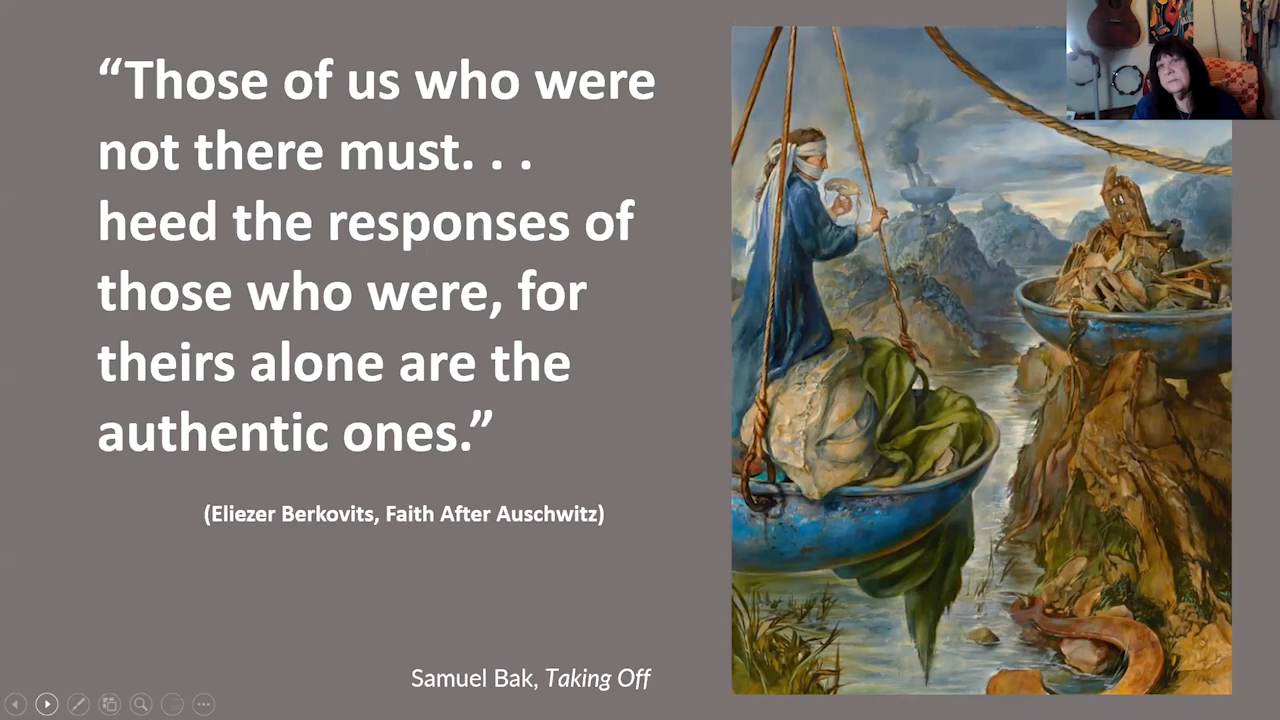 “Those of us who were
not there must. . .
heed the responses of
those who were, for
theirs alone are the
authentic ones.”
(Eliezer Berkovits, Faith After Auschwitz)
Samuel Bak, Taking Off